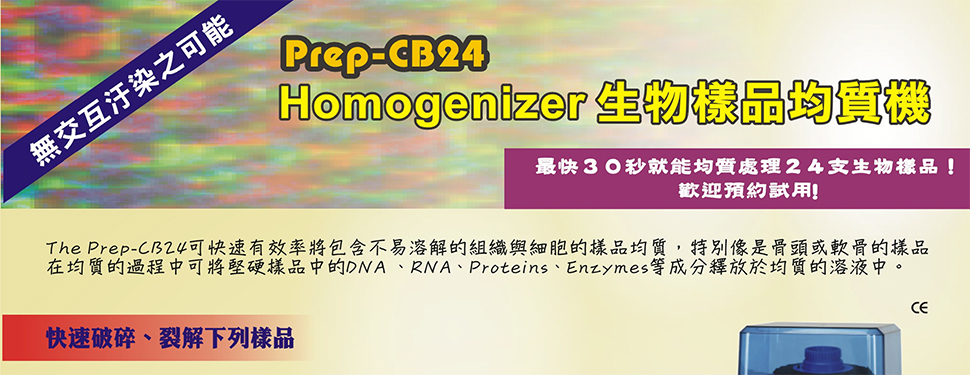 無交互汙染之可能
Prep-CB24
Homogenizer 生物樣品均質機
最快30秒就能均質處理24支生物樣品！
歡迎預約試用!
The Prep-CB24可快速有效率將包含不易溶解的組織與細胞的樣品均質，特別像是骨頭或軟骨的樣品
在均質的過程中可將堅硬樣品中的DNA、RNA、Proteins、Enzymes等成分釋放於均質的溶液中。
CE
快速破碎、裂解下列樣品